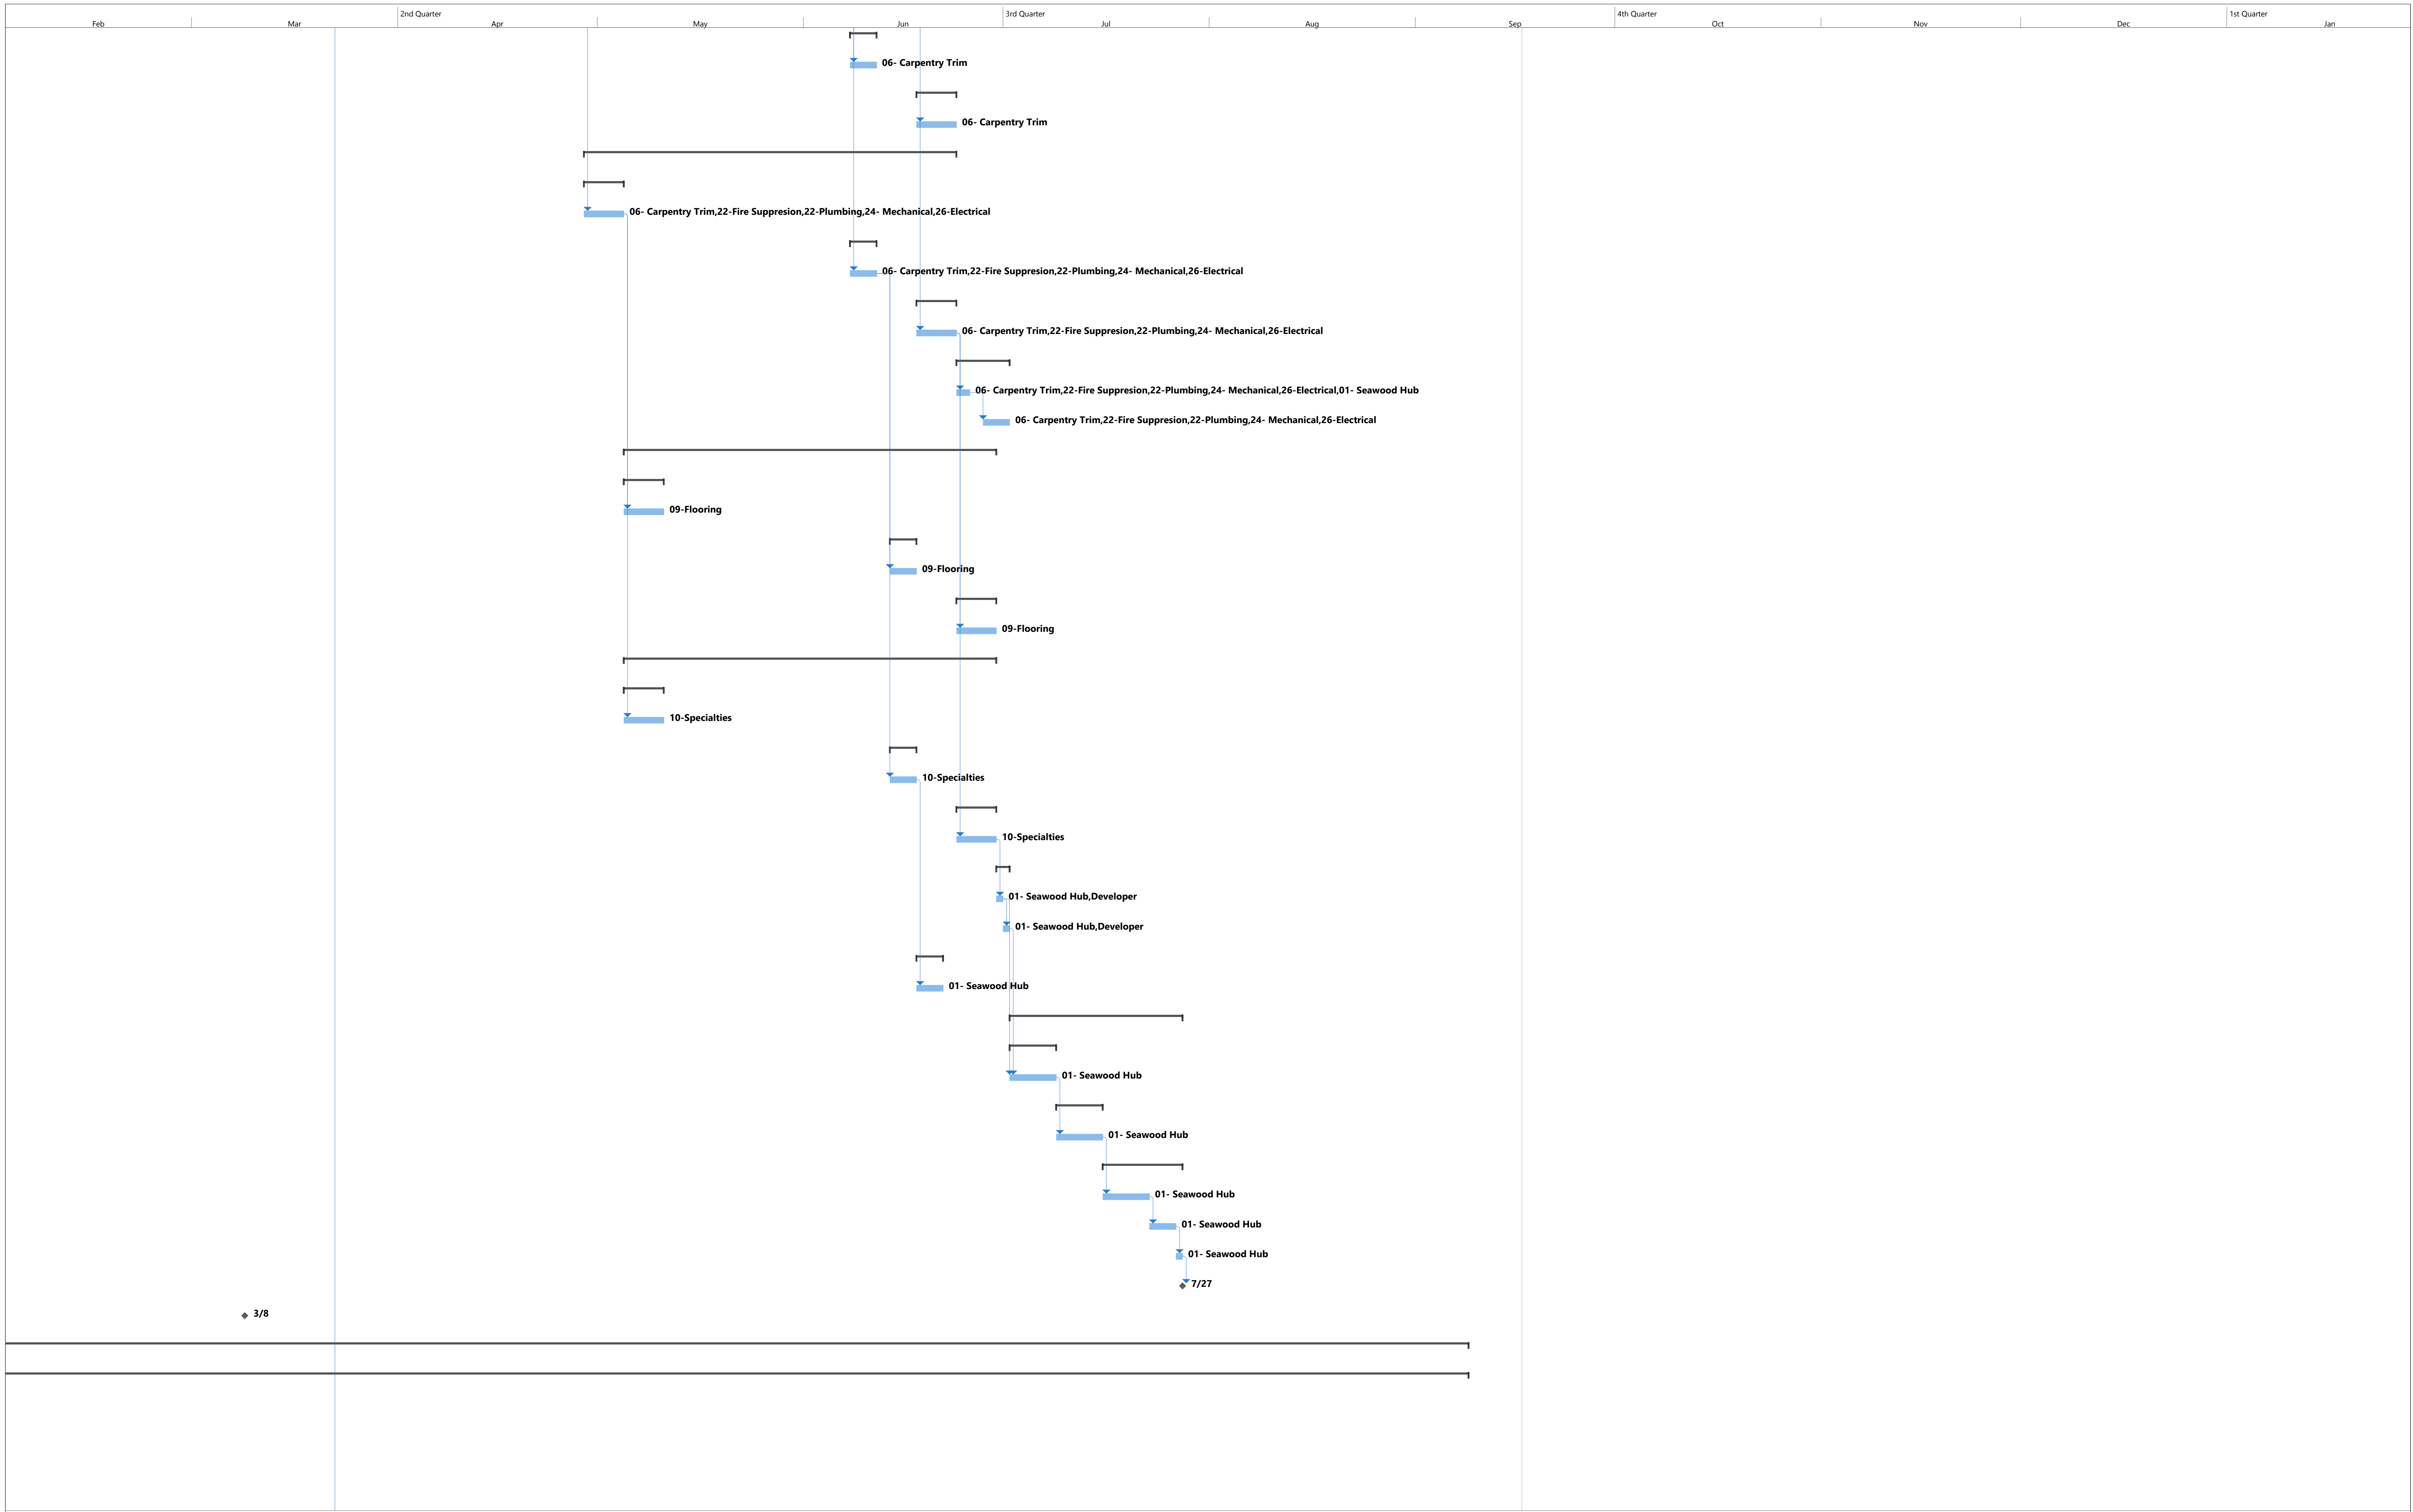 2nd Quarter 3rd Quarter 4th Quarter 1st Quarter
Feb Mar Apr May Jun Jul Aug Sep Oct Nov Dec Jan
06- Carpentry Trim
06- Carpentry Trim
06- Carpentry Trim,22-Fire Suppresion,22-Plumbing,24- Mechanical,26-Electrical
06- Carpentry Trim,22-Fire Suppresion,22-Plumbing,24- Mechanical,26-Electrical
06- Carpentry Trim,22-Fire Suppresion,22-Plumbing,24- Mechanical,26-Electrical
06- Carpentry Trim,22-Fire Suppresion,22-Plumbing,24- Mechanical,26-Electrical,01- Seawood Hub
06- Carpentry Trim,22-Fire Suppresion,22-Plumbing,24- Mechanical,26-Electrical
09-Flooring
09-Flooring
09-Flooring
10-Specialties
10-Specialties
10-Specialties
01- Seawood Hub,Developer
01- Seawood Hub,Developer
01- Seawood Hub
01- Seawood Hub
01- Seawood Hub
01- Seawood Hub
01- Seawood Hub
01- Seawood Hub
7/27
3/8